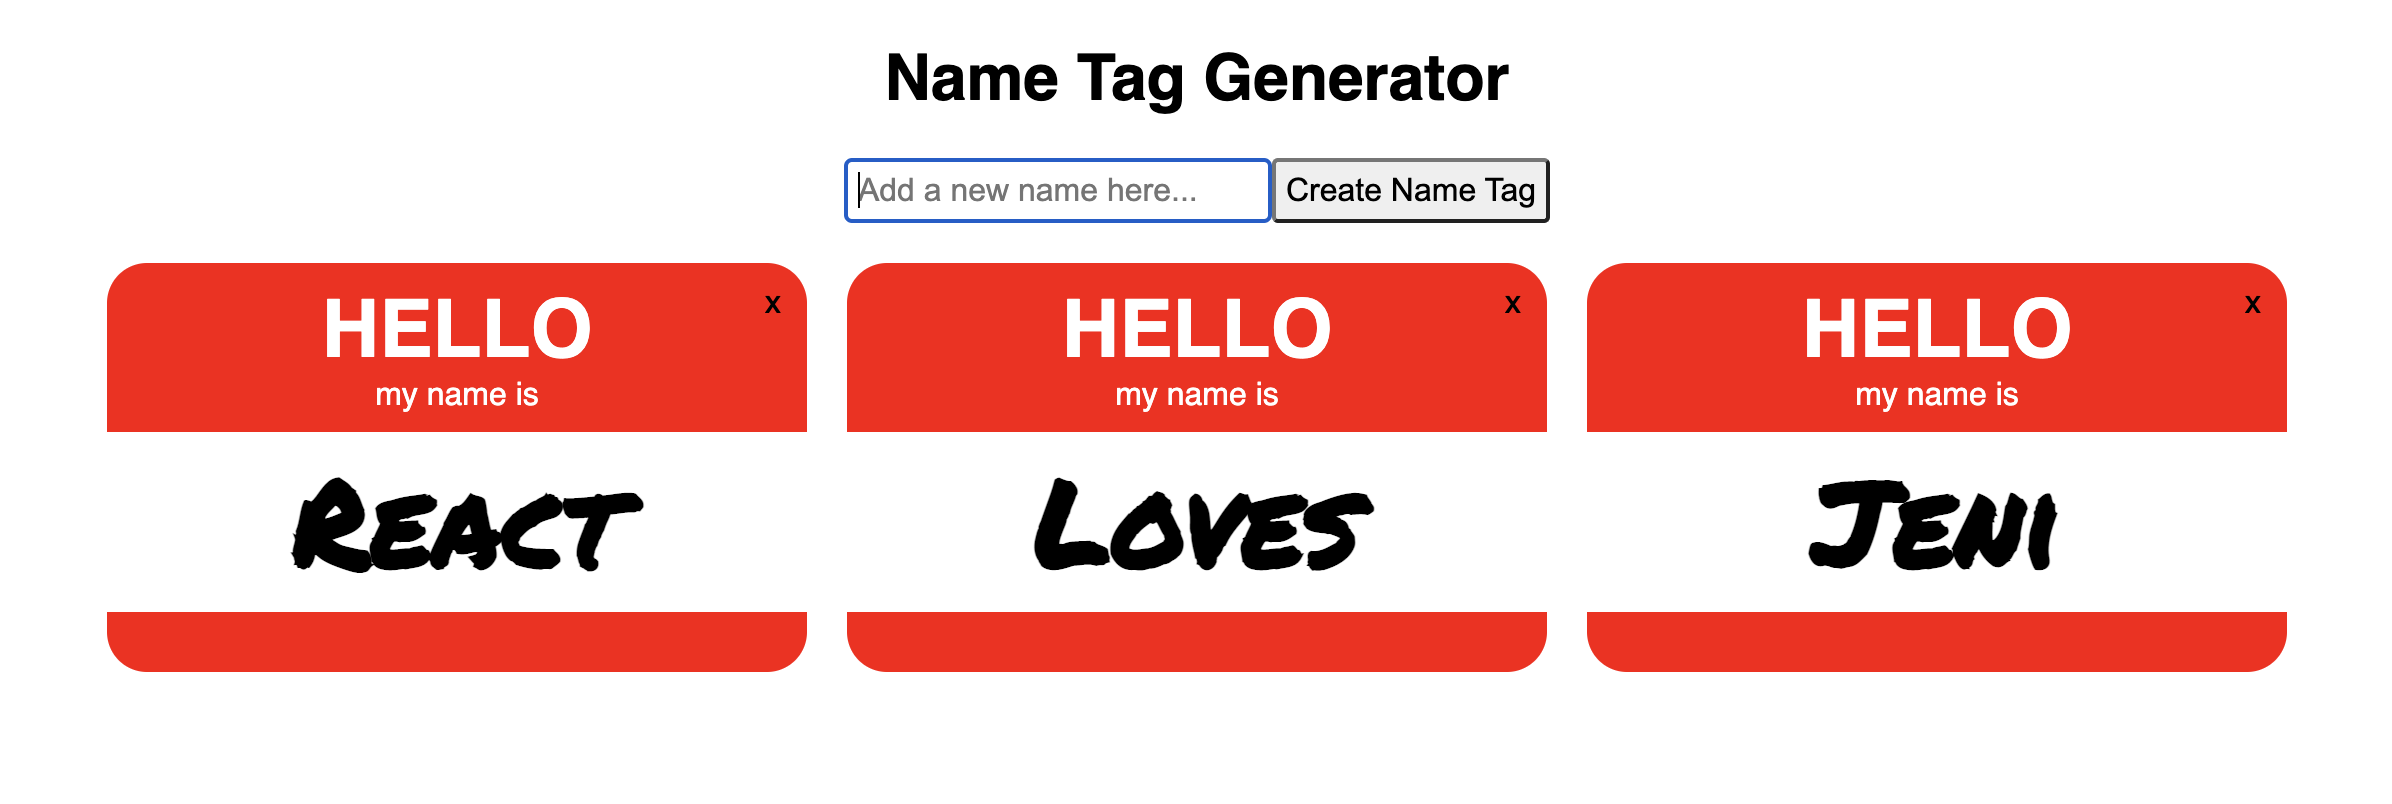 Name Tag Generator
Add a new name here... Create Name Tag
HELLO x HELLO x HELLO x
my name is my name is my name is
React Loves Jeni